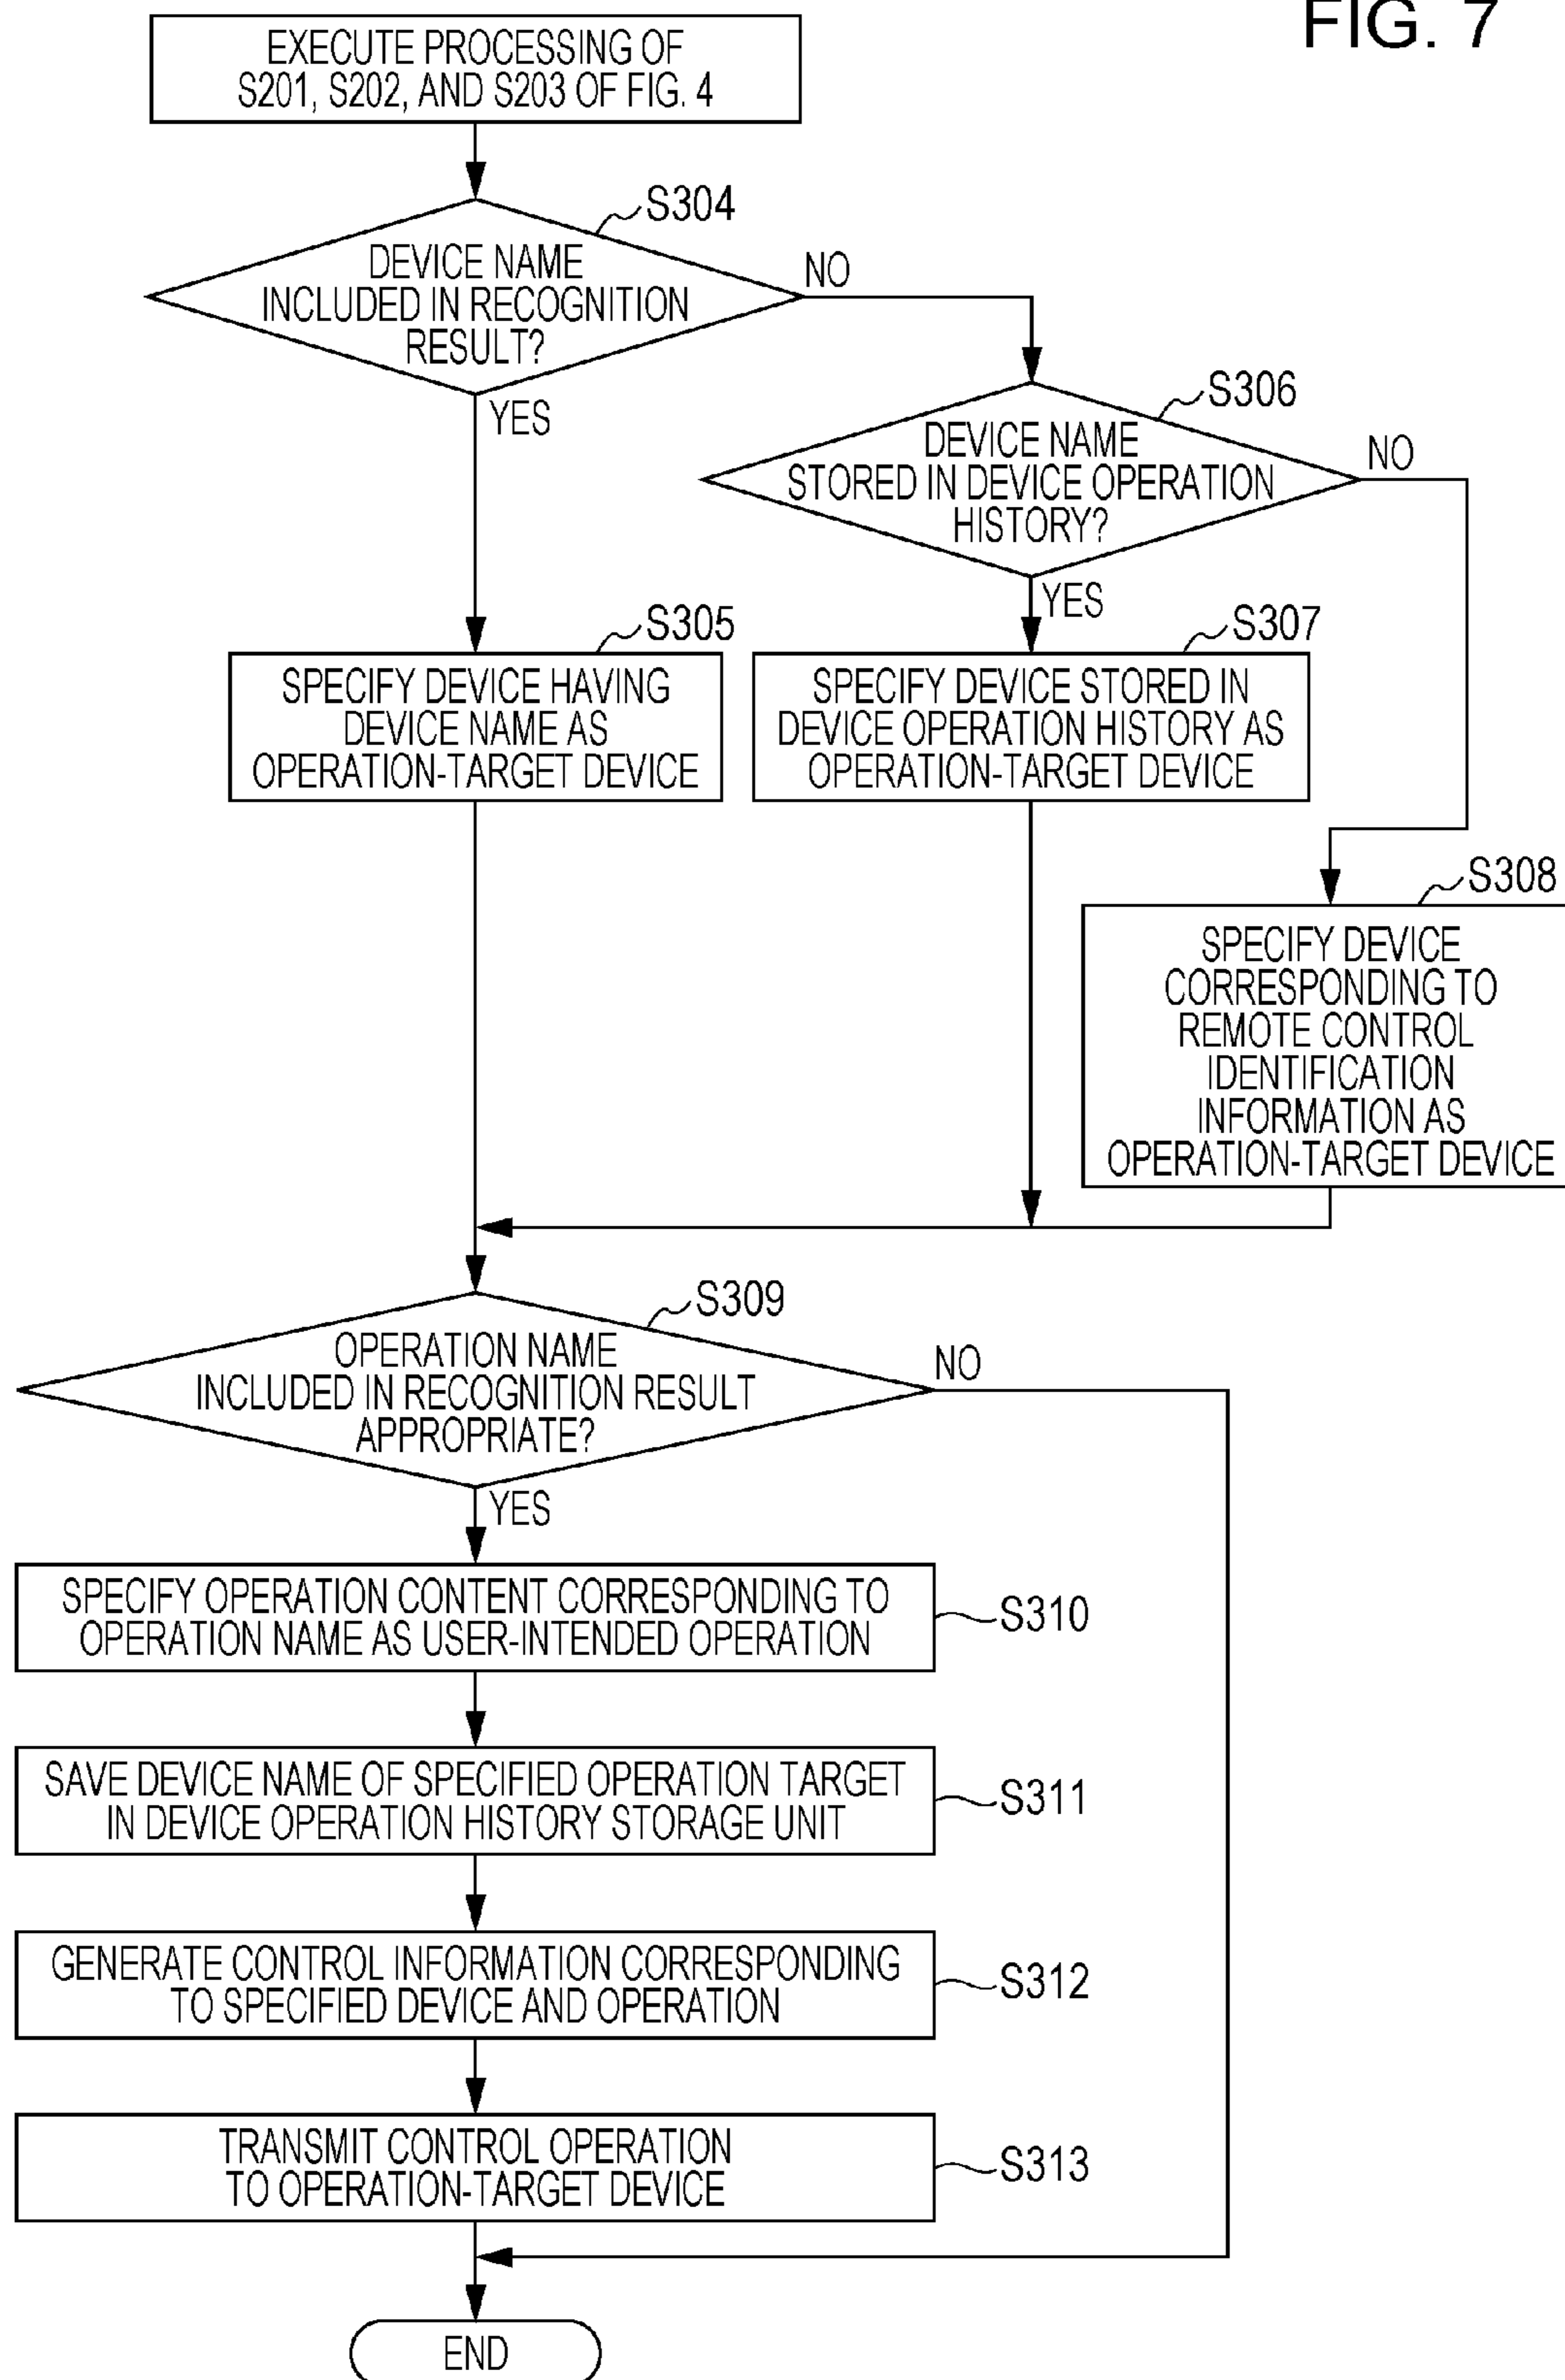 FIG. 7
EXECUTE PROCESSING OF
S201, S202, AND S203 OF FIG. 4
S304
DEVICE NAME
INCLUDED IN RECOGNITION
RESULT?
NO
YES
S306
DEVICE NAME
STORED IN DEVICE OPERATION
HISTORY?
NO
YES
S305
SPECIFY DEVICE HAVING
DEVICE NAME AS
OPERATION-TARGET DEVICE
S307
SPECIFY DEVICE STORED IN
DEVICE OPERATION HISTORY AS
OPERATION-TARGET DEVICE
S308
SPECIFY DEVICE
CORRESPONDING TO
REMOTE CONTROL
IDENTIFICATION
INFORMATION AS
OPERATION-TARGET DEVICE
S309
OPERATION NAME
INCLUDED IN RECOGNITION RESULT
APPROPRIATE?
NO
YES
SPECIFY OPERATION CONTENT CORRESPONDING TO
OPERATION NAME AS USER-INTENDED OPERATION
S310
SAVE DEVICE NAME OF SPECIFIED OPERATION TARGET
IN DEVICE OPERATION HISTORY STORAGE UNIT
S311
GENERATE CONTROL INFORMATION CORRESPONDING
TO SPECIFIED DEVICE AND OPERATION
S312
TRANSMIT CONTROL OPERATION
TO OPERATION-TARGET DEVICE
S313
END